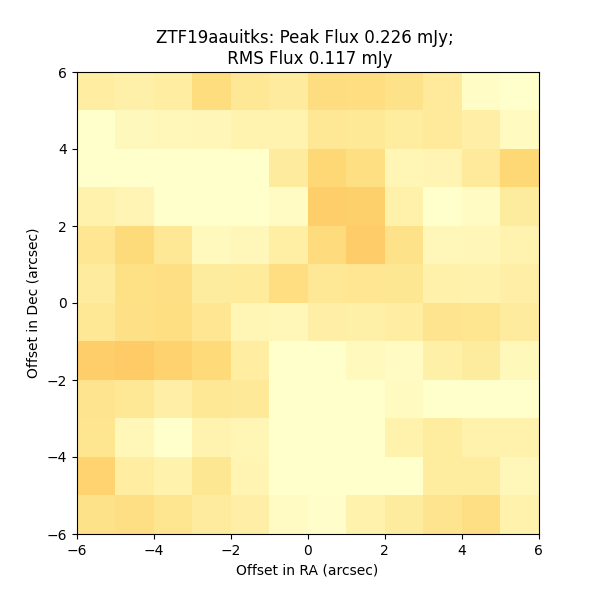 ZTF19aauitks: Peak Flux 0.226 mJy;
RMS Flux 0.117 mJy
6
4
2
0
−2
−4
−6
Offset in Dec (arcsec)
−6 −4 −2 0 2 4 6
Offset in RA (arcsec)